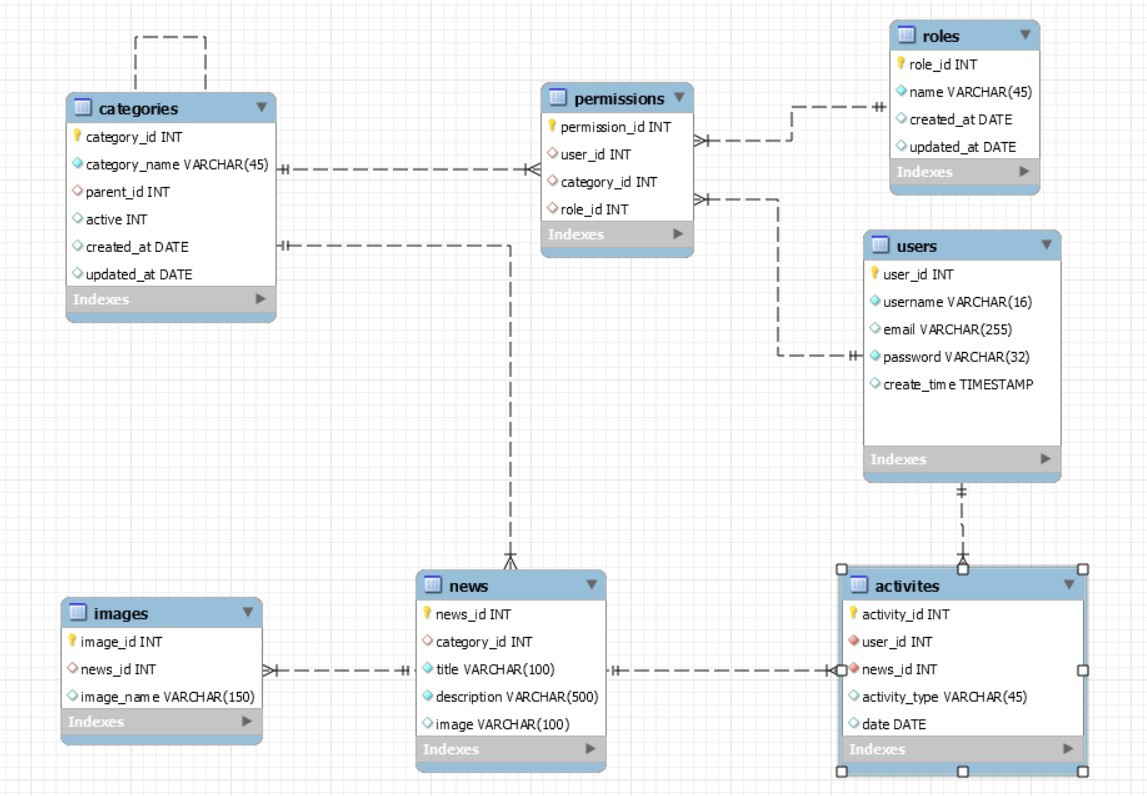 roles
role_id INT
name VARCHAR(45)
created_at DATE
updated_at DATE
Indexes
categories
category_id INT
category_name VARCHAR(45)
parent_id INT
active INT
created_at DATE
updated_at DATE
Indexes
permissions
permission_id INT
user_id INT
category_id INT
role_id INT
Indexes
users
user_id INT
username VARCHAR(16)
email VARCHAR(255)
password VARCHAR(32)
create_time TIMESTAMP
Indexes
images
image_id INT
news_id INT
image_name VARCHAR(150)
Indexes
news
news_id INT
category_id INT
title VARCHAR(100)
description VARCHAR(500)
image VARCHAR(100)
Indexes
activites
activity_id INT
user_id INT
news_id INT
activity_type VARCHAR(45)
date DATE
Indexes